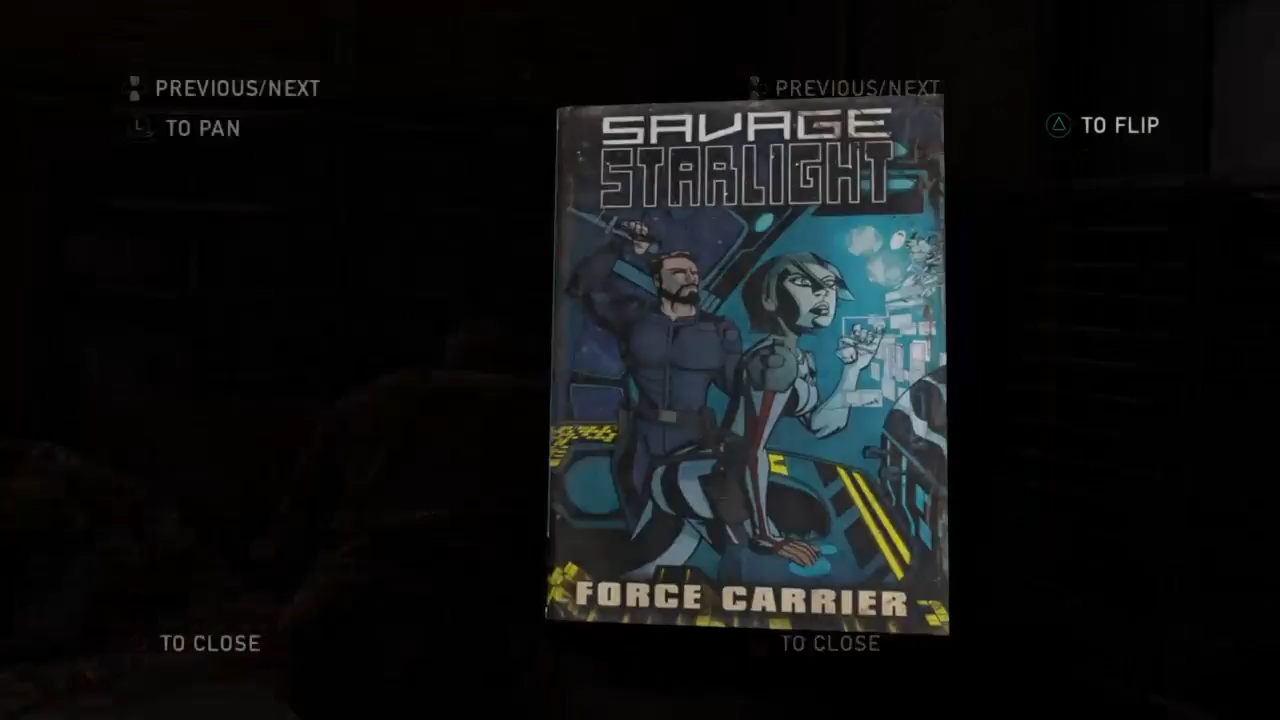 PREVIOUS/NEXT
TO PAN
PREVIOUS/NEXT
TO FLIP
SAVAGE
STARLIGHT
FORCE CARRIER
TO CLOSE
TO CLOSE